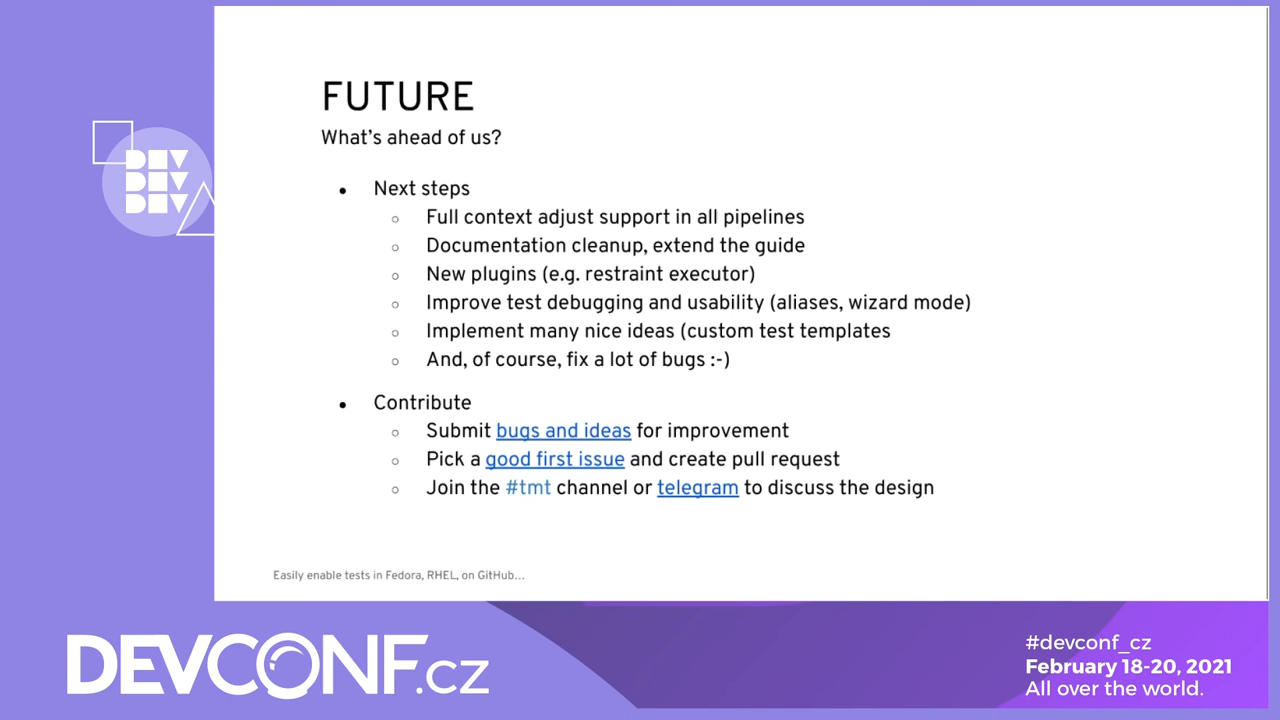 DEV
DEV
DEV
FUTURE
What's ahead of us?
● Next steps
○ Full context adjust support in all pipelines
○ Documentation cleanup, extend the guide
○ New plugins (e.g. restraint executor)
○ Improve test debugging and usability (aliases, wizard mode)
○ Implement many nice ideas (custom test templates
○ And, of course, fix a lot of bugs :-)
● Contribute
○ Submit bugs and ideas for improvement
○ Pick a good first issue and create pull request
○ Join the #tmt channel or telegram to discuss the design
Easily enable tests in Fedora, RHEL, on GitHub...
DEVCONF.cz
#devconf_cz
February 18-20, 2021
All over the world.